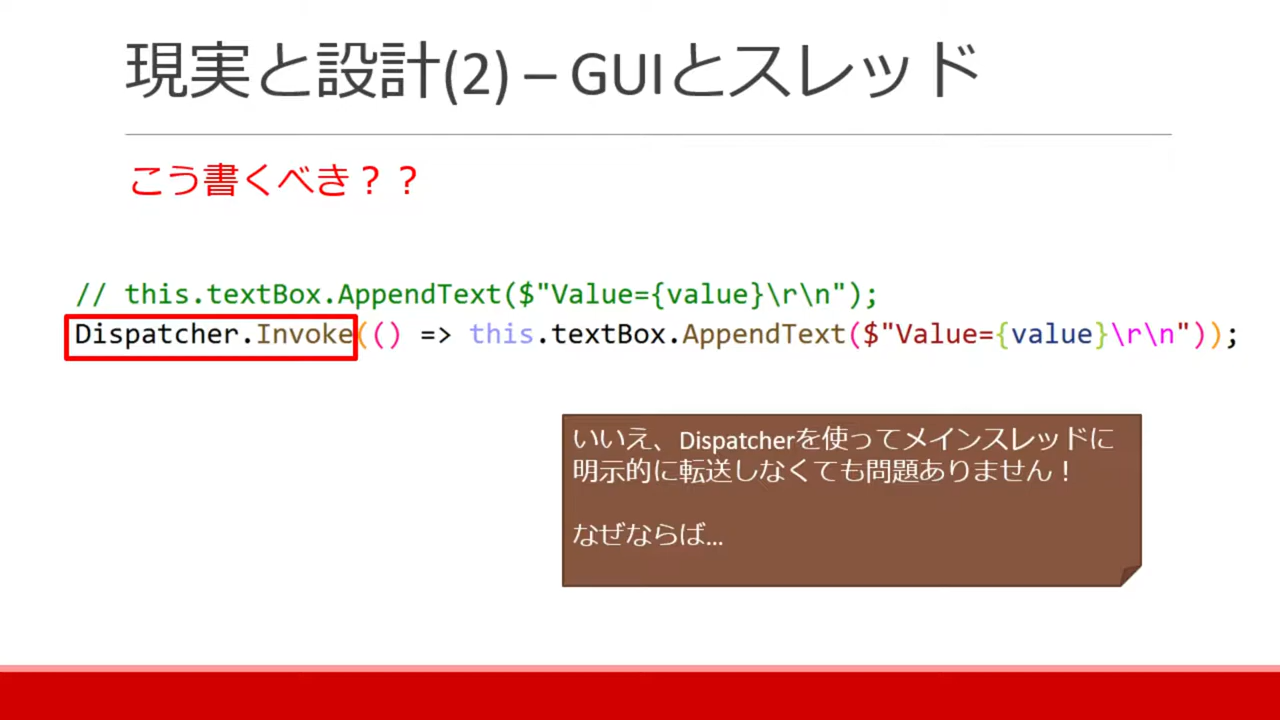 現実と設計(2) – GUIとスレッド
こう書くべき？？
// this.textBox.AppendText($"Value={value}\r\n");
Dispatcher.Invoke(() => this.textBox.AppendText($"Value={value}\r\n"));
いいえ、Dispatcherを使ってメインスレッドに
明示的に転送しなくても問題ありません！
なぜならば…